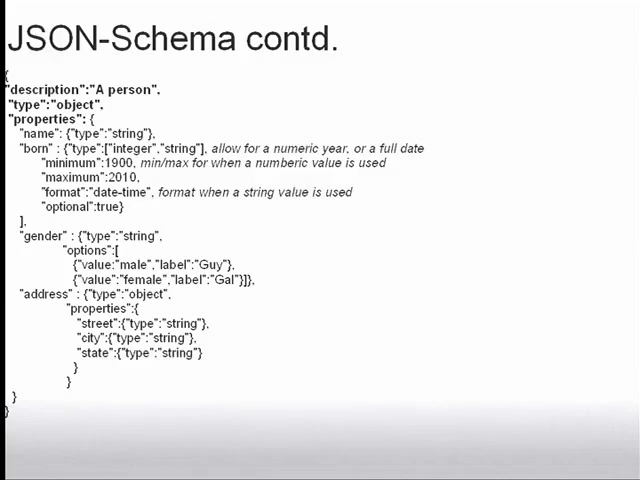 JSON-Schema contd.
{
"description":"A person",
"type":"object",
"properties": {
"name": {"type":"string"},
"born" : {"type":["integer","string"], allow for a numeric year, or a full date
"minimum":1900, min/max for when a numberic value is used
"maximum":2010,
"format":"date-time", format when a string value is used
"optional":true}
],
"gender" : {"type":"string",
"options":[
{"value:"male","label":"Guy"},
{"value":"female","label":"Gal"}]},
"address" : {"type":"object",
"properties":{
"street":{"type":"string"},
"city":{"type":"string"},
"state":{"type":"string"}
}
}
}
}